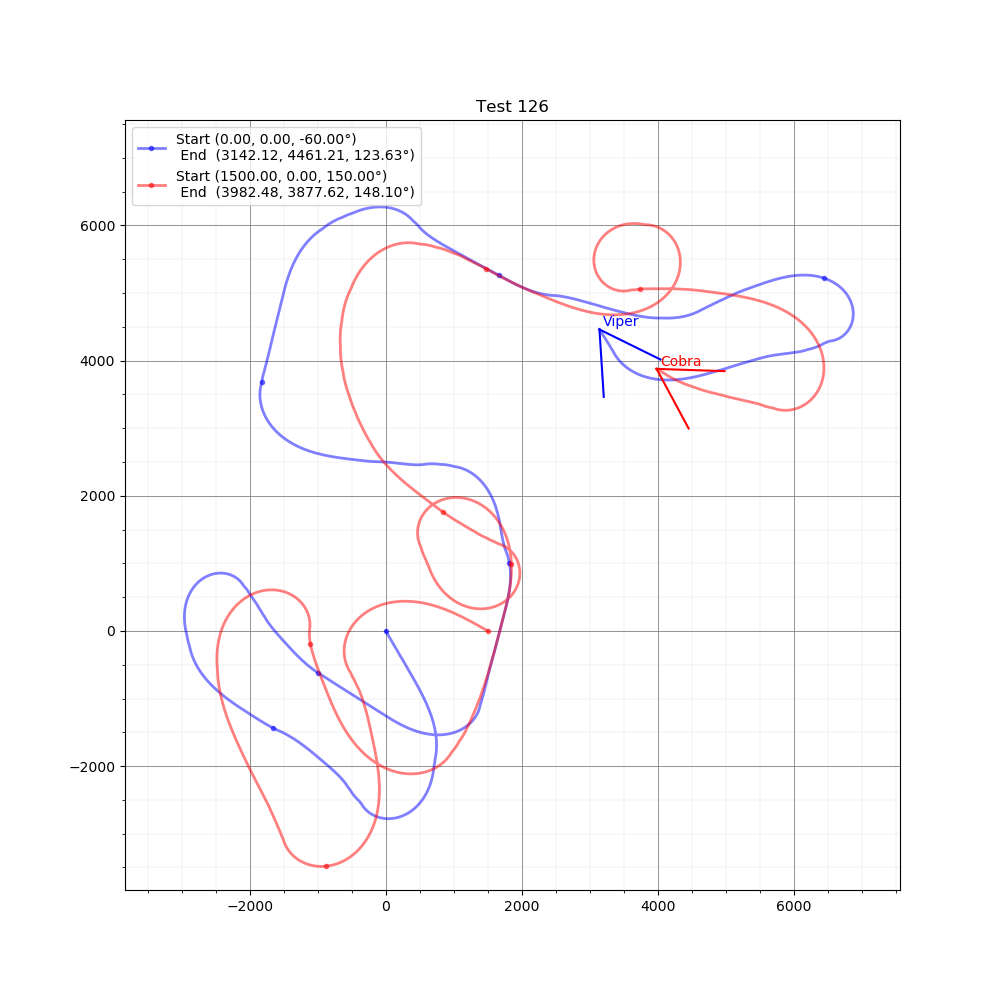 Test 126
Start (0.00, 0.00, -60.00°)
End  (3142.12, 4461.21, 123.63°)
Start (1500.00, 0.00, 150.00°)
End  (3982.48, 3877.62, 148.10°)
6000
4000
2000
0
−2000
Viper
Cobra
−2000
0
2000
4000
6000